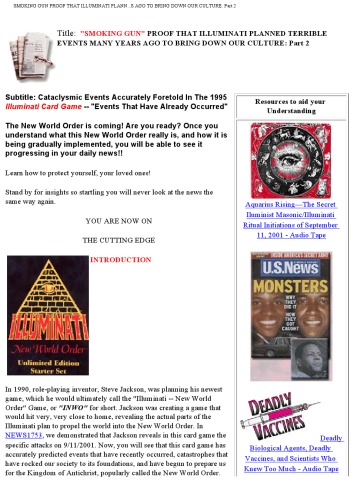 SMOKING GUN PROOF THAT ILLUMINATI PLANN..S AGO TO BRING DOWN OUR CULTURE: Part 2
Title: "SMOKING GUN" PROOF THAT ILLUMINATI PLANNED TERRIBLE
EVENTS MANY YEARS AGO TO BRING DOWN OUR CULTURE: Part 2
Subtitle: Cataclysmic Events Accurately Foretold In The 1995
Illuminati Card Game -- "Events That Have Already Occurred"
The New World Order is coming! Are you ready? Once you
understand what this New World Order really is, and how it is
being gradually implemented, you will be able to see it
progressing in your daily news!!
Learn how to protect yourself, your loved ones!
Stand by for insights so startling you will never look at the news the
same way again.
YOU ARE NOW ON
THE CUTTING EDGE
INTRODUCTION
ILLUMINATI
New World Order
Unlimited Edition
Starter Set
In 1990, role-playing inventor, Steve Jackson, was planning his newest
game, which he would ultimately call the "Illuminati -- New World
Order" Game, or "INWO" for short. Jackson was creating a game that
would hit very, very close to home, revealing the actual Parts of the
Illuminati plan to propel the world into the New World Order. In
NEWS1753, we demonstrated that Jackson reveals in this card game the
specific attacks on 9/11/2001. Now, you will see that this card game has
accurately predicted events that have recently occurred, catastrophes that
have rocked our society to its foundations, and have begun to prepare us
for the Kingdom of Antichrist, popularly called the New World Order.
Resources to aid your
Understanding
Aquarius Rising—The Secret
Iluminist Masonic/Illuminati
Ritual Initiations of September
11, 2001 - Audio Tape
INSIDE AMERICA'S SECRET ARMY
U.S.News
MONSTERS
WHY
THEY
DID IT
HOW
THEY
GOT
CAUGHT
DEADLY
VACCINES
Deadly
Biological Agents, Deadly
Vaccines, and Scientists Who
Knew Too Much - Audio Tape